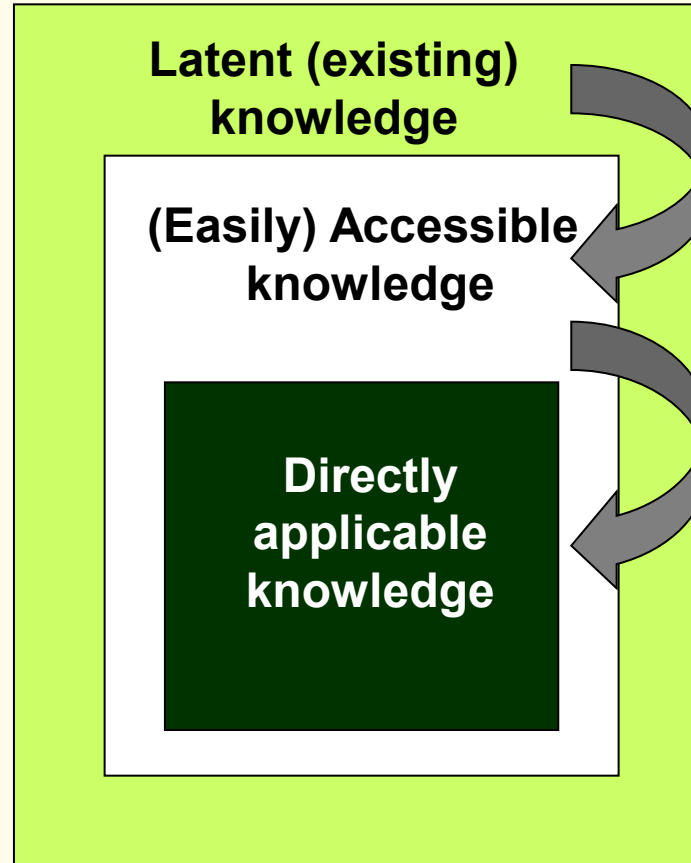 Latent (existing)
knowledge
(Easily) Accessible
knowledge
Directly
applicable
knowledge